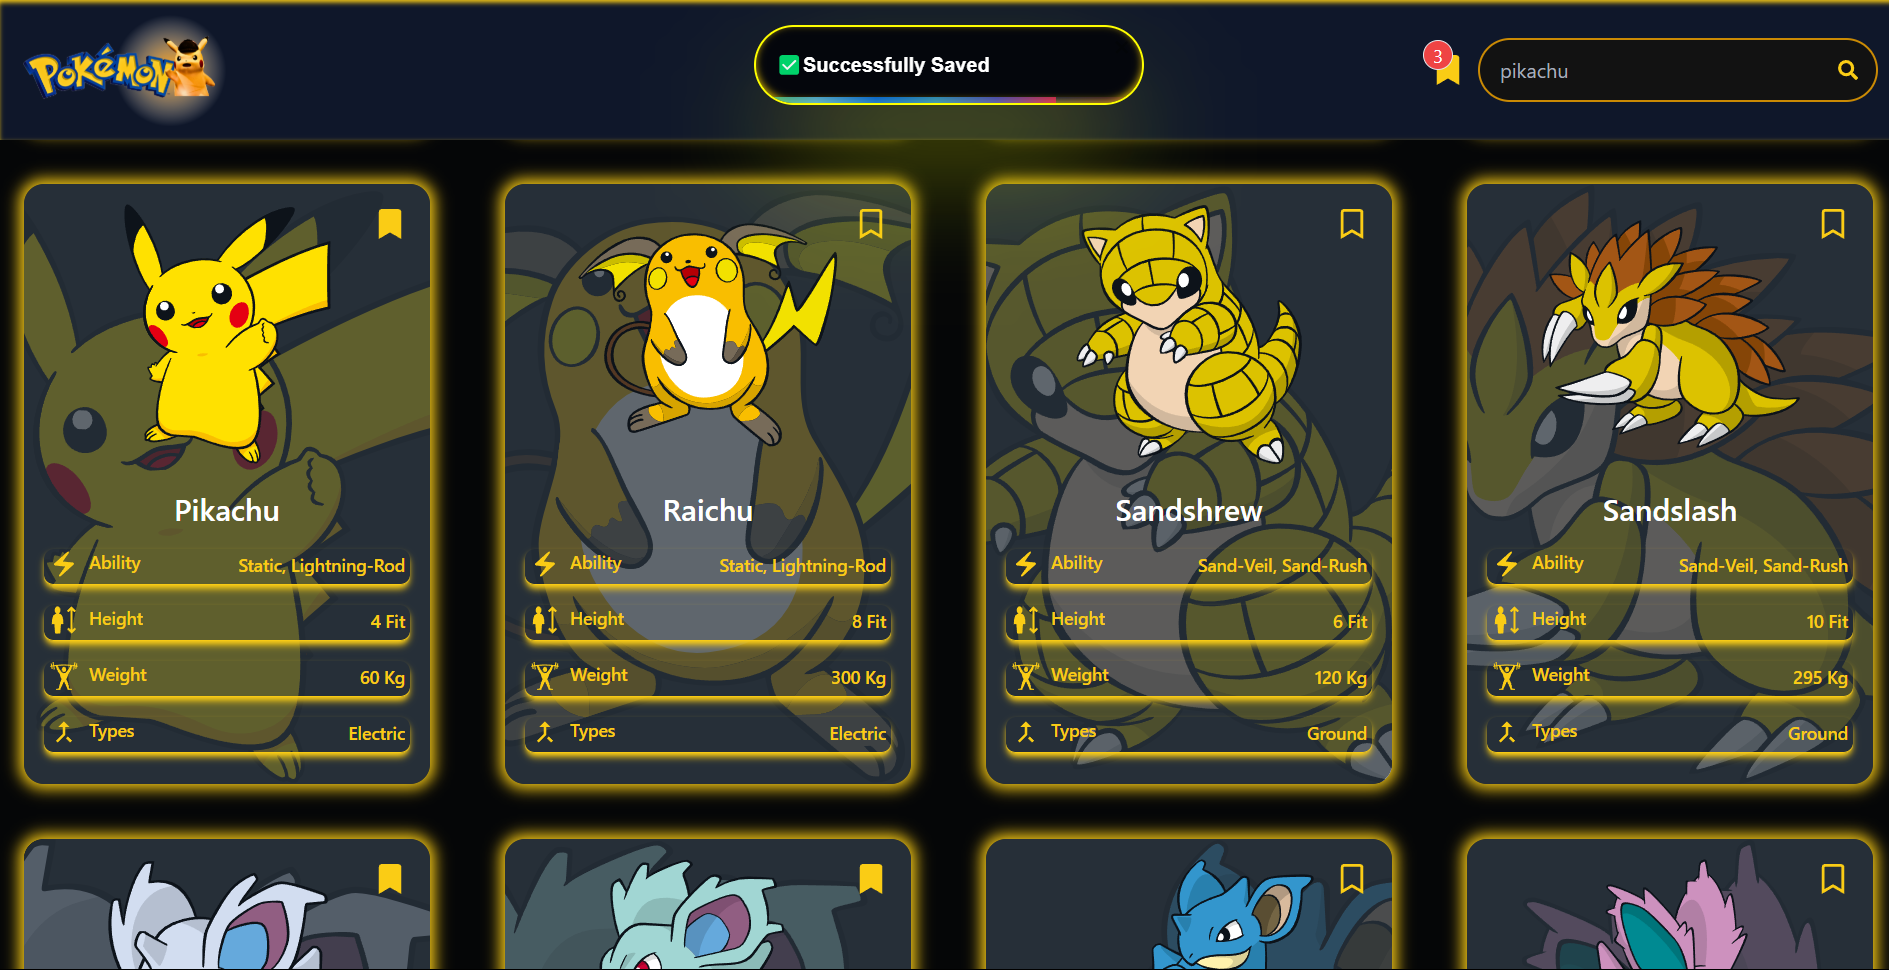 POKéMON
Successfully Saved
3
pikachu
Pikachu
Ability Static, Lightning-Rod
Height 4 Fit
Weight 60 Kg
Types Electric
Raichu
Ability Static, Lightning-Rod
Height 8 Fit
Weight 300 Kg
Types Electric
Sandshrew
Ability Sand-Veil, Sand-Rush
Height 6 Fit
Weight 120 Kg
Types Ground
Sandslash
Ability Sand-Veil, Sand-Rush
Height 10 Fit
Weight 295 Kg
Types Ground